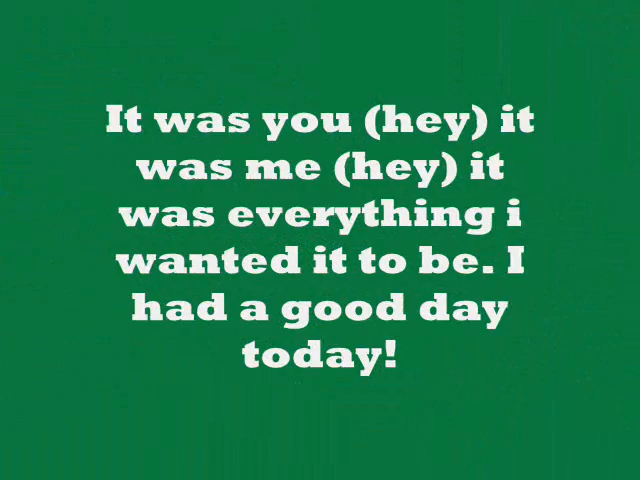 It was you (hey) it
was me (hey) it
was everything i
wanted it to be. I
had a good day
today!